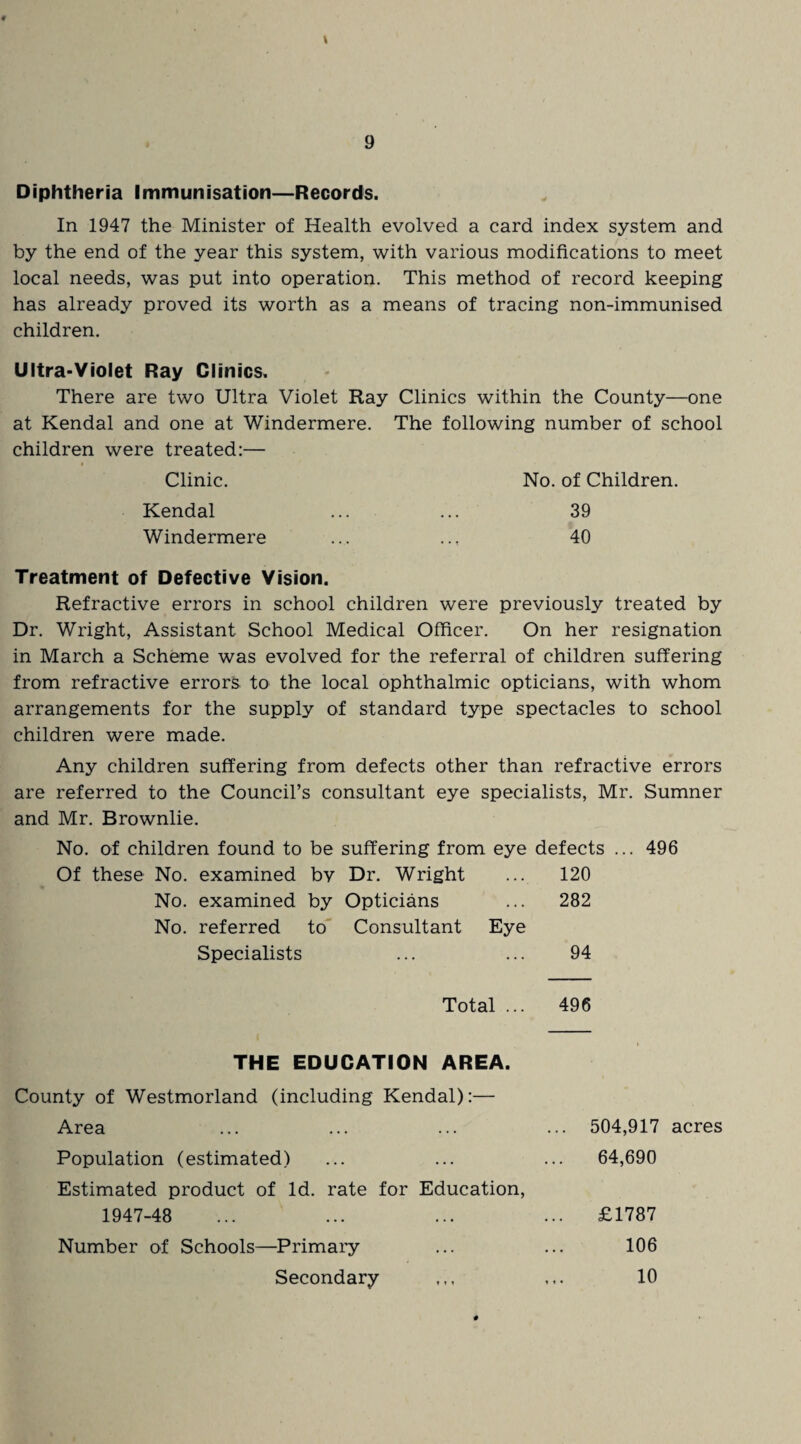 9
Diphtheria Immunisation—Records.
In 1947 the Minister of Health evolved a card index system and
by the end of the year this system, with various modifications to meet
local needs, was put into operation. This method of record keeping
has already proved its worth as a means of tracing non-immunised
children.
Ultra-Violet Ray Clinics.
There are two Ultra Violet Ray Clinics within the County—one
at Kendal and one at Windermere. The following number of school
children were treated:—
Clinic. No. of Children.
Kendal ... ... 39
Windermere ... ... 40
Treatment of Defective Vision.
Refractive errors in school children were previously treated by
Dr. Wright, Assistant School Medical Officer. On her resignation
in March a Scheme was evolved for the referral of children suffering
from refractive errors to the local ophthalmic opticians, with whom
arrangements for the supply of standard type spectacles to school
children were made.
Any children suffering from defects other than refractive errors
are referred to the Council's consultant eye specialists, Mr. Sumner
and Mr. Brownlie.
No. of children found to be suffering from eye defects ... 496
Of these No. examined by Dr. Wright ... 120
No. examined by Opticians ... 282
No. referred to Consultant Eye
Specialists ... ... 94
Total ... 496
THE EDUCATION AREA.
County of Westmorland (including Kendal):—
Area ... ... ... ... 504,917 acres
Population (estimated) ... ... ... 64,690
Estimated product of 1d. rate for Education,
1947-48 ... ... ... ... £1787
Number of Schools—Primary ... ... 106
Secondary ... ... 10